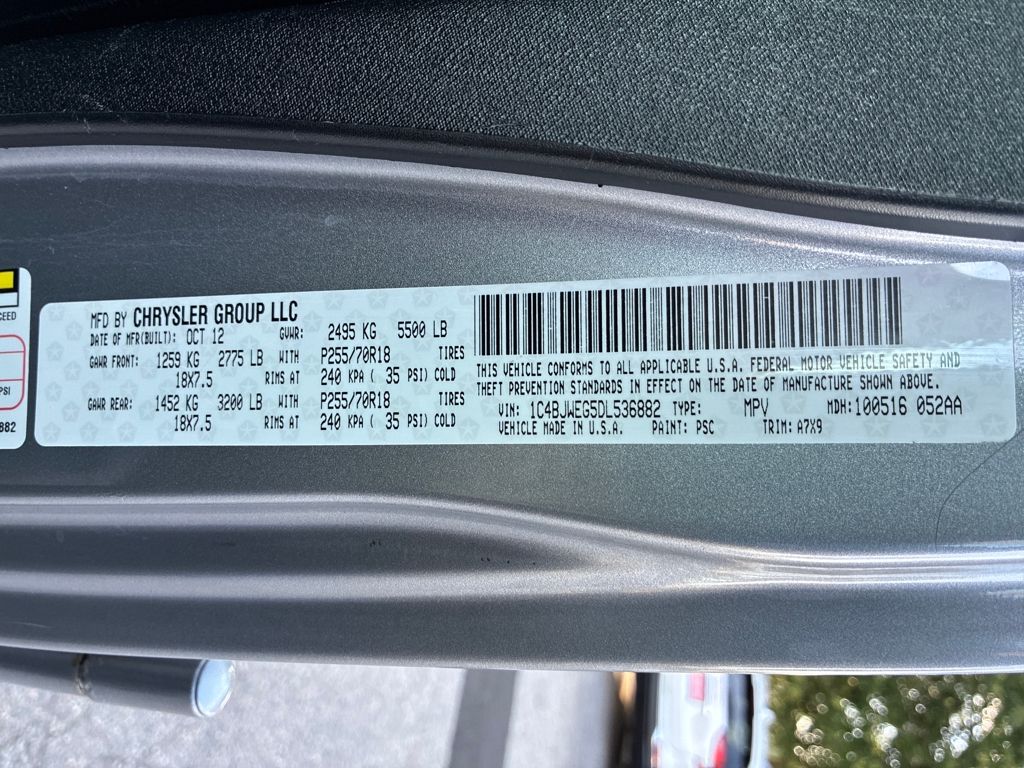 CEED
PSI
882
MFD BY CHRYSLER GROUP LLC
DATE OF MFR(BUILT): OCT 12 GVWR: 2495 KG 5500 LB
GAWR FRONT: 1259 KG 2775 LB WITH P255/70R18 TIRES
18X7.5 RIMS AT 240 KPA ( 35 PSI) COLD
GAWR REAR: 1452 KG 3200 LB WITH P255/70R18 TIRES
18X7.5 RIMS AT 240 KPA ( 35 PSI) COLD
THIS VEHICLE CONFORMS TO ALL APPLICABLE U.S.A. FEDERAL MOTOR VEHICLE SAFETY AND
THEFT PREVENTION STANDARDS IN EFFECT ON THE DATE OF MANUFACTURE SHOWN ABOVE.
VIN: 1C4BJWEG5DL536882 TYPE: MPV MDH: 100516 052AA
VEHICLE MADE IN U.S.A. PAINT: PSC TRIM: A7X9